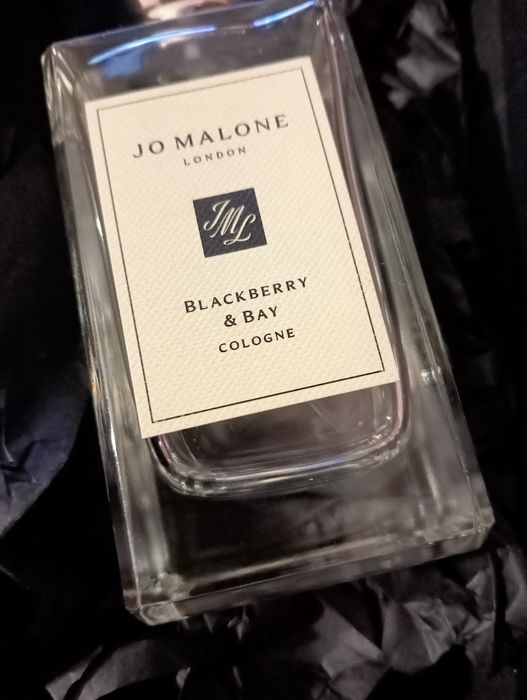 JO MALONE
LONDON
JML
BLACKBERRY
& BAY
COLOGNE